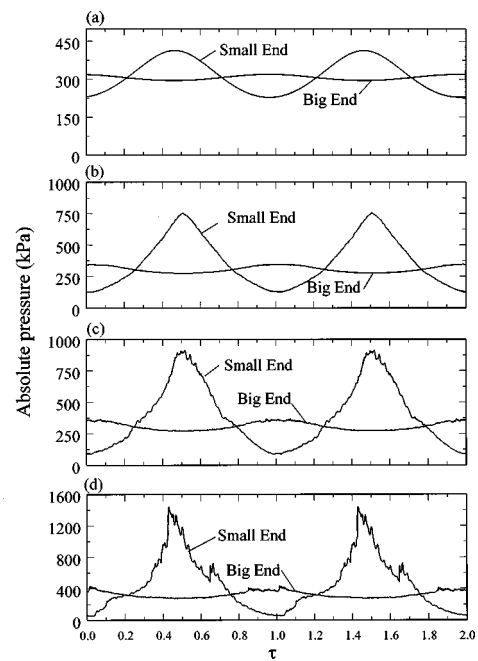 (a)
450
300
150
0
Small End
Big End
(b)
1000
750
500
250
0
Small End
Big End
Absolute pressure (kPa)
(c)
1000
750
500
250
0
Small End
Big End
(d)
1600
1200
800
400
0
Small End
Big End
0.0 0.2 0.4 0.6 0.8 1.0 1.2 1.4 1.6 1.8 2.0
τ